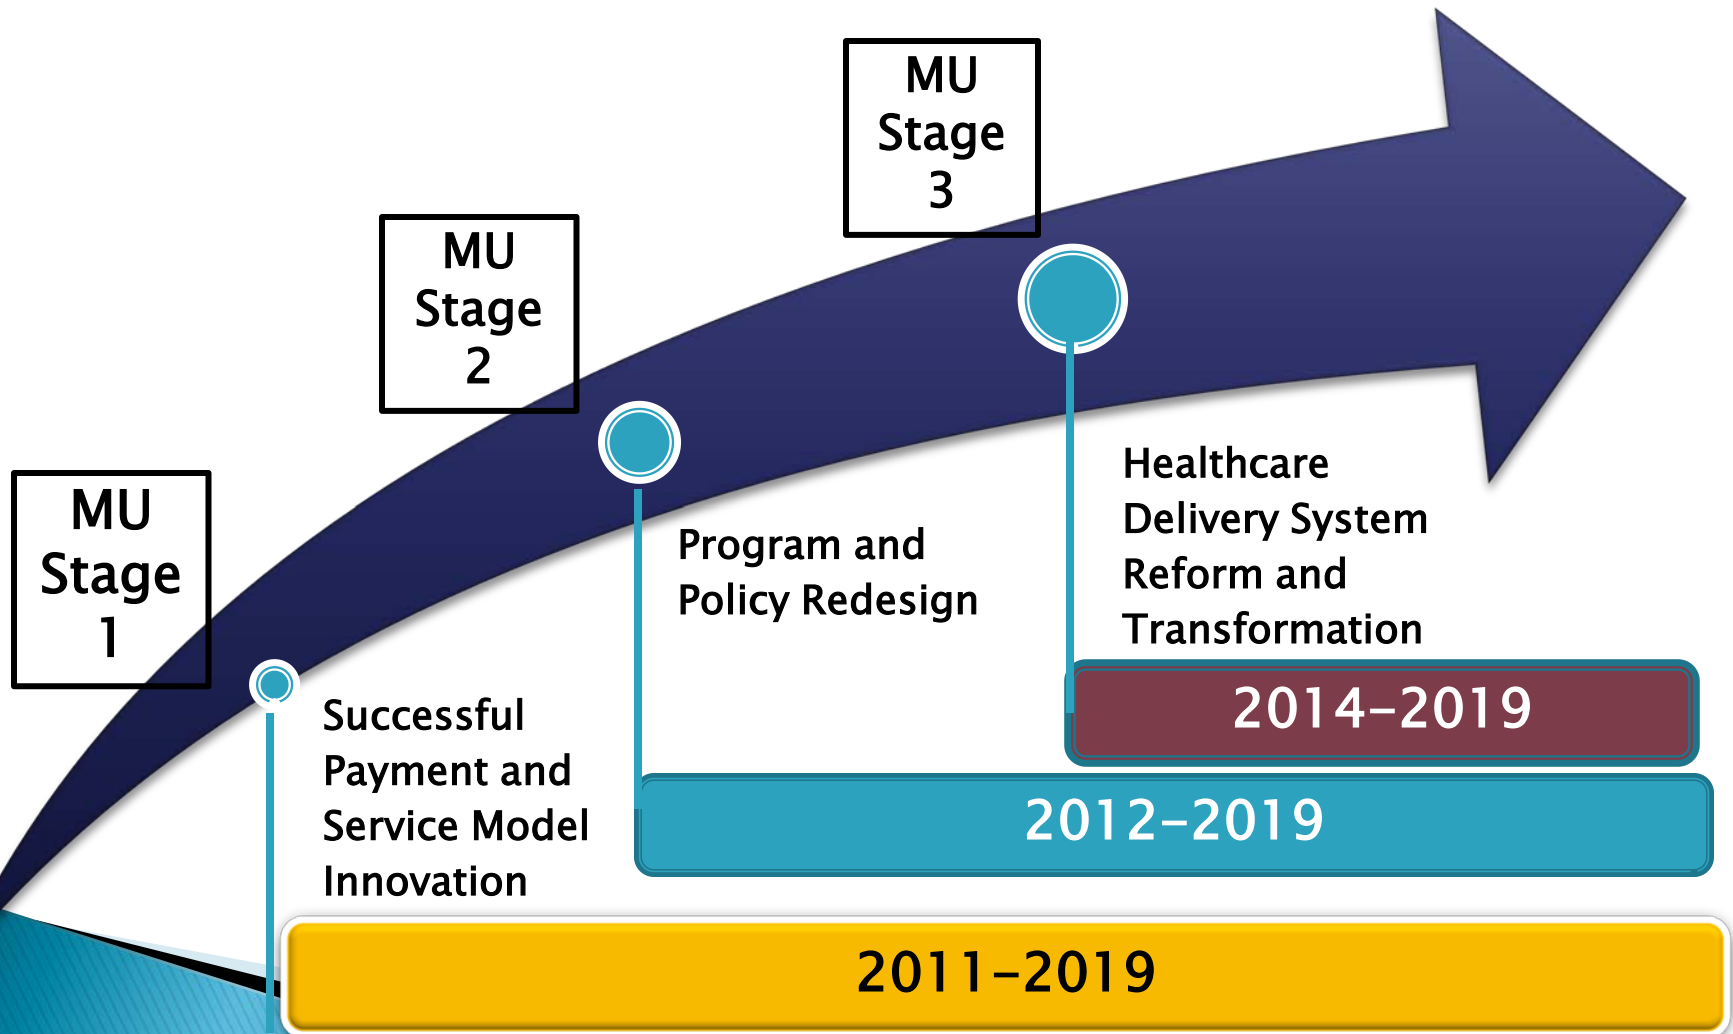 MU
Stage
3
MU
Stage
2
MU
Stage
1
Healthcare
Delivery System
Reform and
Transformation
Program and
Policy Redesign
Successful
Payment and
Service Model
Innovation
2014–2019
2012–2019
2011–2019